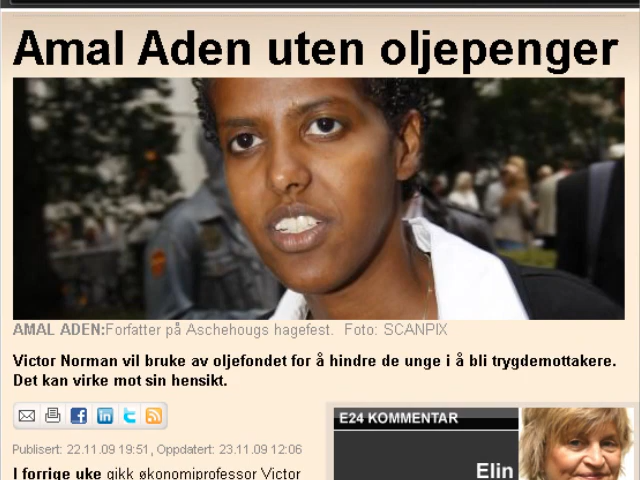 Amal Aden uten oljepenger
AMAL ADEN:Forfatter på Aschehougs hagefest. Foto: SCANPIX
Victor Norman vil bruke av oljefondet for å hindre de unge i å bli trygdemottakere.
Det kan virke mot sin hensikt.
Publisert: 22.11.09 19:51, Oppdatert: 23.11.09 12:06
E24 KOMMENTAR
Elin
I forrige uke gikk økonomiprofessor Victor